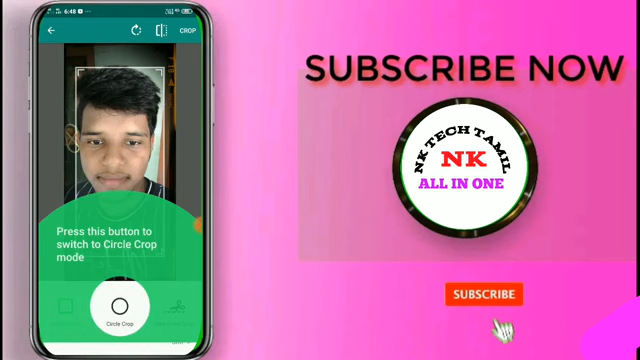 6:48
CROP
Press this button to
switch to Circle Crop
mode
Circle Crop
SUBSCRIBE NOW
NK TECH TAMIL
NK
ALL IN ONE
SUBSCRIBE